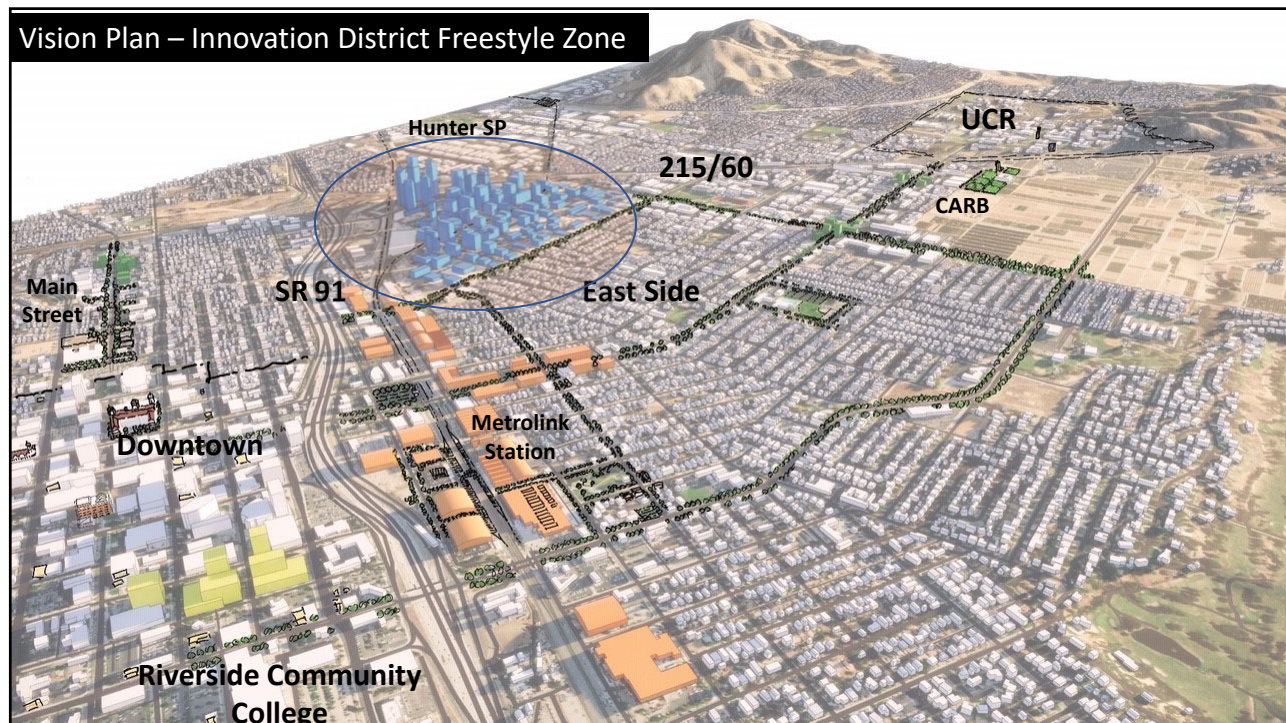 Vision Plan – Innovation District Freestyle Zone
Hunter SP
UCR
215/60
CARB
Main
Street
SR 91
East Side
Metrolink
Station
Downtown
Riverside Community
College